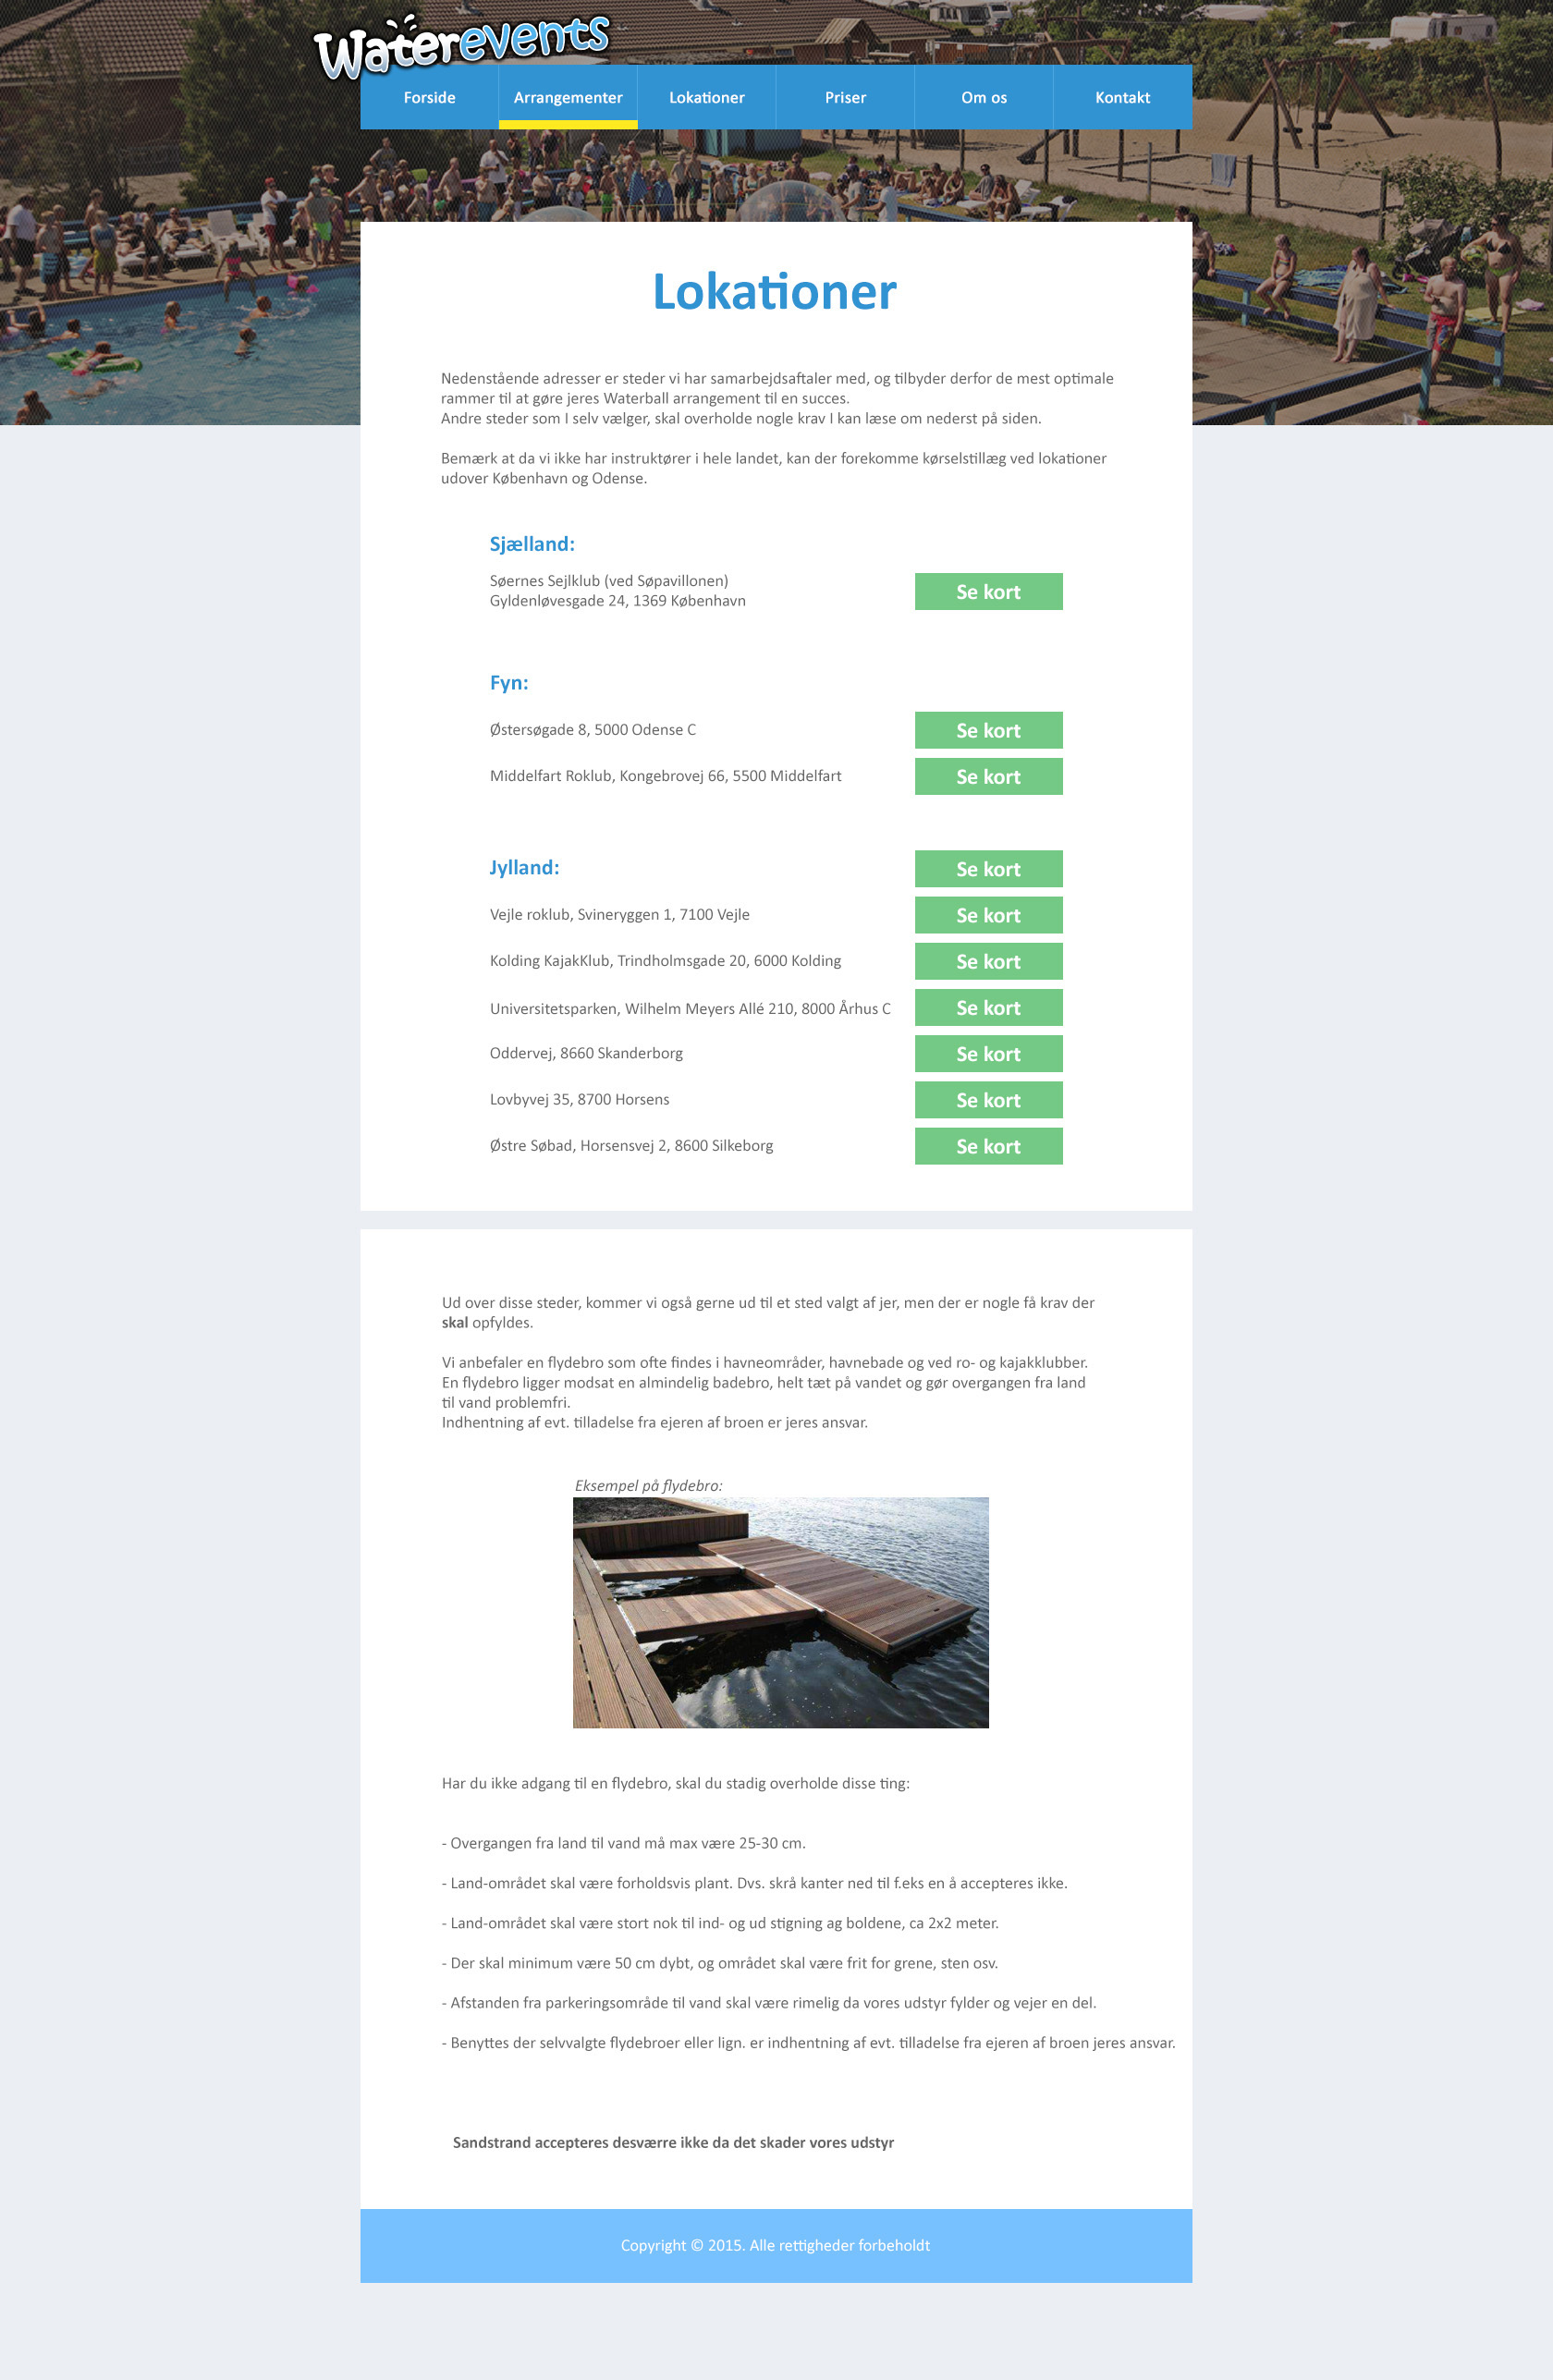 Waterevents
Forside Arrangementer Lokationer Priser Om os Kontakt
Lokationer
Nedenstående adresser er steder vi har samarbejdsaftaler med, og tilbyder derfor de mest optimale
rammer til at gøre jeres Waterball arrangement til en succes.
Andre steder som I selv vælger, skal overholde nogle krav I kan læse om nederst på siden.
Bemærk at da vi ikke har instruktører i hele landet, kan der forekomme kørselstillæg ved lokationer
udover København og Odense.
Sjælland:
Søernes Sejlklub (ved Søpavillonen)
Gyldenløvesgade 24, 1369 København
Se kort
Fyn:
Østersøgade 8, 5000 Odense C
Se kort
Middelfart Roklub, Kongebrovej 66, 5500 Middelfart
Se kort
Jylland:
Se kort
Vejle roklub, Svineryggen 1, 7100 Vejle
Se kort
Kolding KajakKlub, Trindholmsgade 20, 6000 Kolding
Se kort
Universitetsparken, Wilhelm Meyers Allé 210, 8000 Århus C
Se kort
Oddervej, 8660 Skanderborg
Se kort
Lovbyvej 35, 8700 Horsens
Se kort
Østre Søbad, Horsensvej 2, 8600 Silkeborg
Se kort
Ud over disse steder, kommer vi også gerne ud til et sted valgt af jer, men der er nogle få krav der
skal opfyldes.
Vi anbefaler en flydebro som ofte findes i havneområder, havnebade og ved ro- og kajakklubber.
En flydebro ligger modsat en almindelig badebro, helt tæt på vandet og gør overgangen fra land
til vand problemfri.
Indhentning af evt. tilladelse fra ejeren af broen er jeres ansvar.
Eksempel på flydebro:
Har du ikke adgang til en flydebro, skal du stadig overholde disse ting:
- Overgangen fra land til vand må max være 25-30 cm.
- Land-området skal være forholdsvis plant. Dvs. skrå kanter ned til f.eks en å accepteres ikke.
- Land-området skal være stort nok til ind- og ud stigning ag boldene, ca 2x2 meter.
- Der skal minimum være 50 cm dybt, og området skal være frit for grene, sten osv.
- Afstanden fra parkeringsområde til vand skal være rimelig da vores udstyr fylder og vejer en del.
- Benyttes der selvvalgte flydebroer eller lign. er indhentning af evt. tilladelse fra ejeren af broen jeres ansvar.
Sandstrand accepteres desværre ikke da det skader vores udstyr
Copyright © 2015. Alle rettigheder forbeholdt